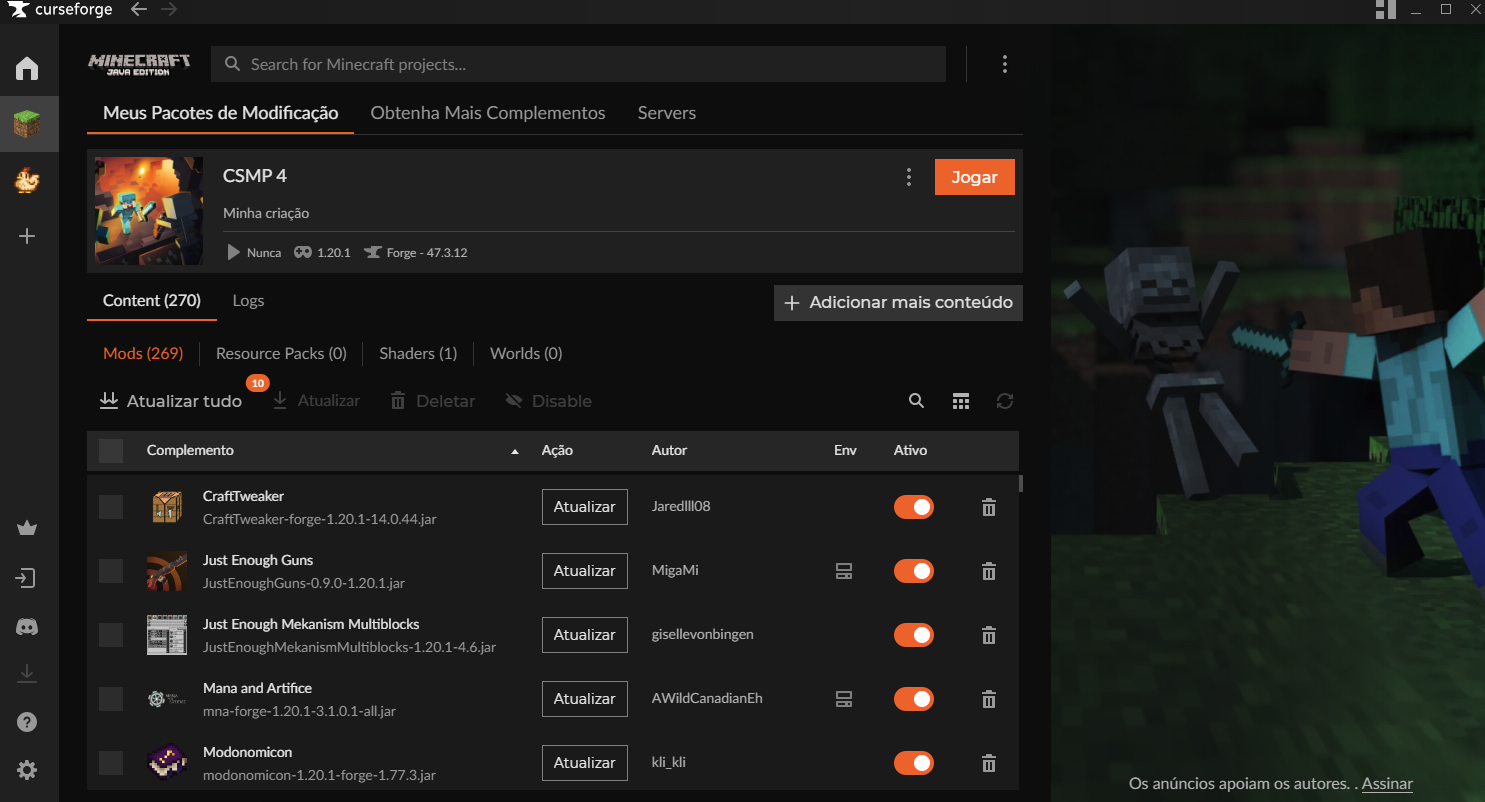 curseforge
MINECRAFT
JAVA EDITION
Search for Minecraft projects...
Meus Pacotes de Modificação Obtenha Mais Complementos Servers
CSMP 4
Jogar
Minha criação
Nunca 1.20.1 Forge - 47.3.12
Content (270) Logs
Adicionar mais conteúdo
Mods (269) Resource Packs (0) Shaders (1) Worlds (0)
10
Atualizar tudo Atualizar Deletar Disable
Complemento Ação Autor Env Ativo
CraftTweaker
CraftTweaker-forge-1.20.1-14.0.44.jar
Atualizar
Jaredlll08
Just Enough Guns
JustEnoughGuns-0.9.0-1.20.1.jar
Atualizar
MigaMi
Just Enough Mekanism Multiblocks
JustEnoughMekanismMultiblocks-1.20.1-4.6.jar
Atualizar
gisellevonbingen
Mana and Artifice
mna-forge-1.20.1-3.1.0.1-all.jar
Atualizar
AWildCanadianEh
Modonomicon
modonomicon-1.20.1-forge-1.77.3.jar
Atualizar
kli_kli
Os anúncios apoiam os autores. . Assinar